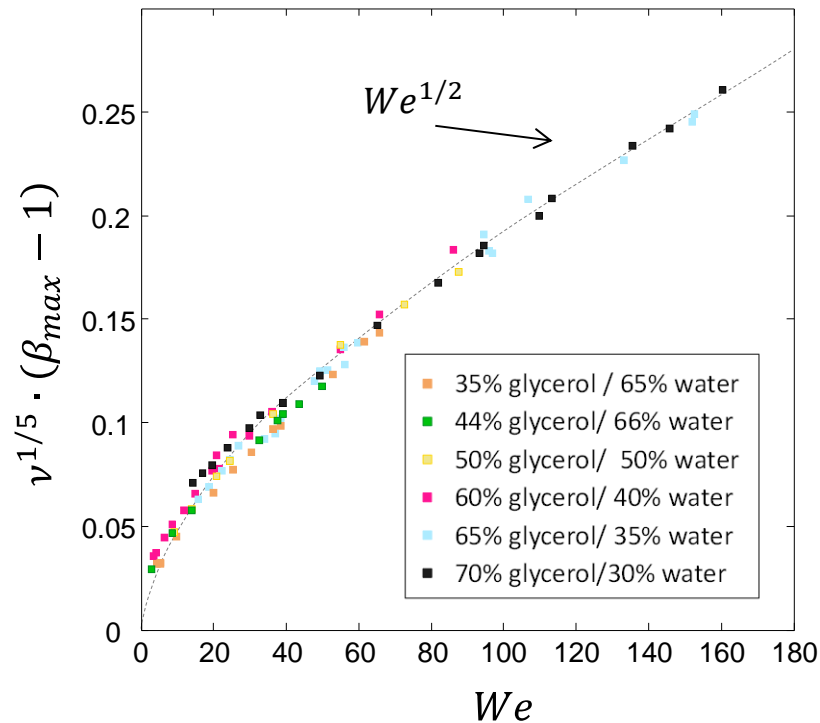 We^{1/2}
0.25
0.2
0.15
0.1
0.05
0
ν^{1/5} · (β_{max} − 1)
35% glycerol / 65% water
44% glycerol / 66% water
50% glycerol/  50% water
60% glycerol/ 40% water
65% glycerol/ 35% water
70% glycerol/30% water
0 20 40 60 80 100 120 140 160 180
We